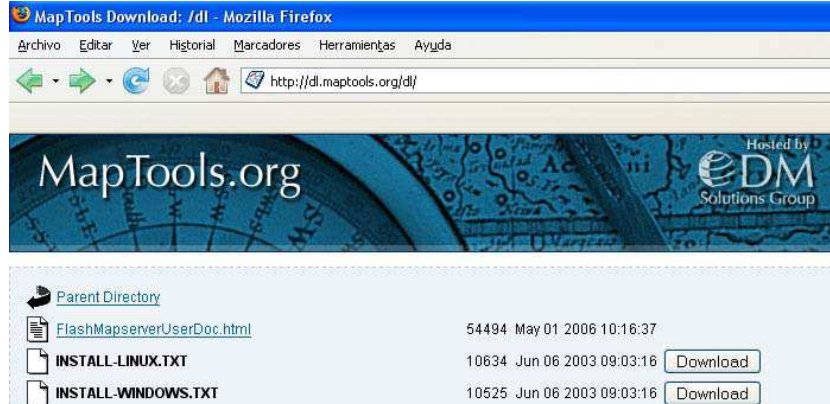 MapTools Download: /dl - Mozilla Firefox
Archivo Editar Ver Historial Marcadores Herramientas Ayuda
http://dl.maptools.org/dl/
MapTools.org
Hosted by
DM
Solutions Group
Parent Directory
FlashMapserverUserDoc.html 54494 May 01 2006 10:16:37
INSTALL-LINUX.TXT 10634 Jun 06 2003 09:03:16 Download
INSTALL-WINDOWS.TXT 10525 Jun 06 2003 09:03:16 Download